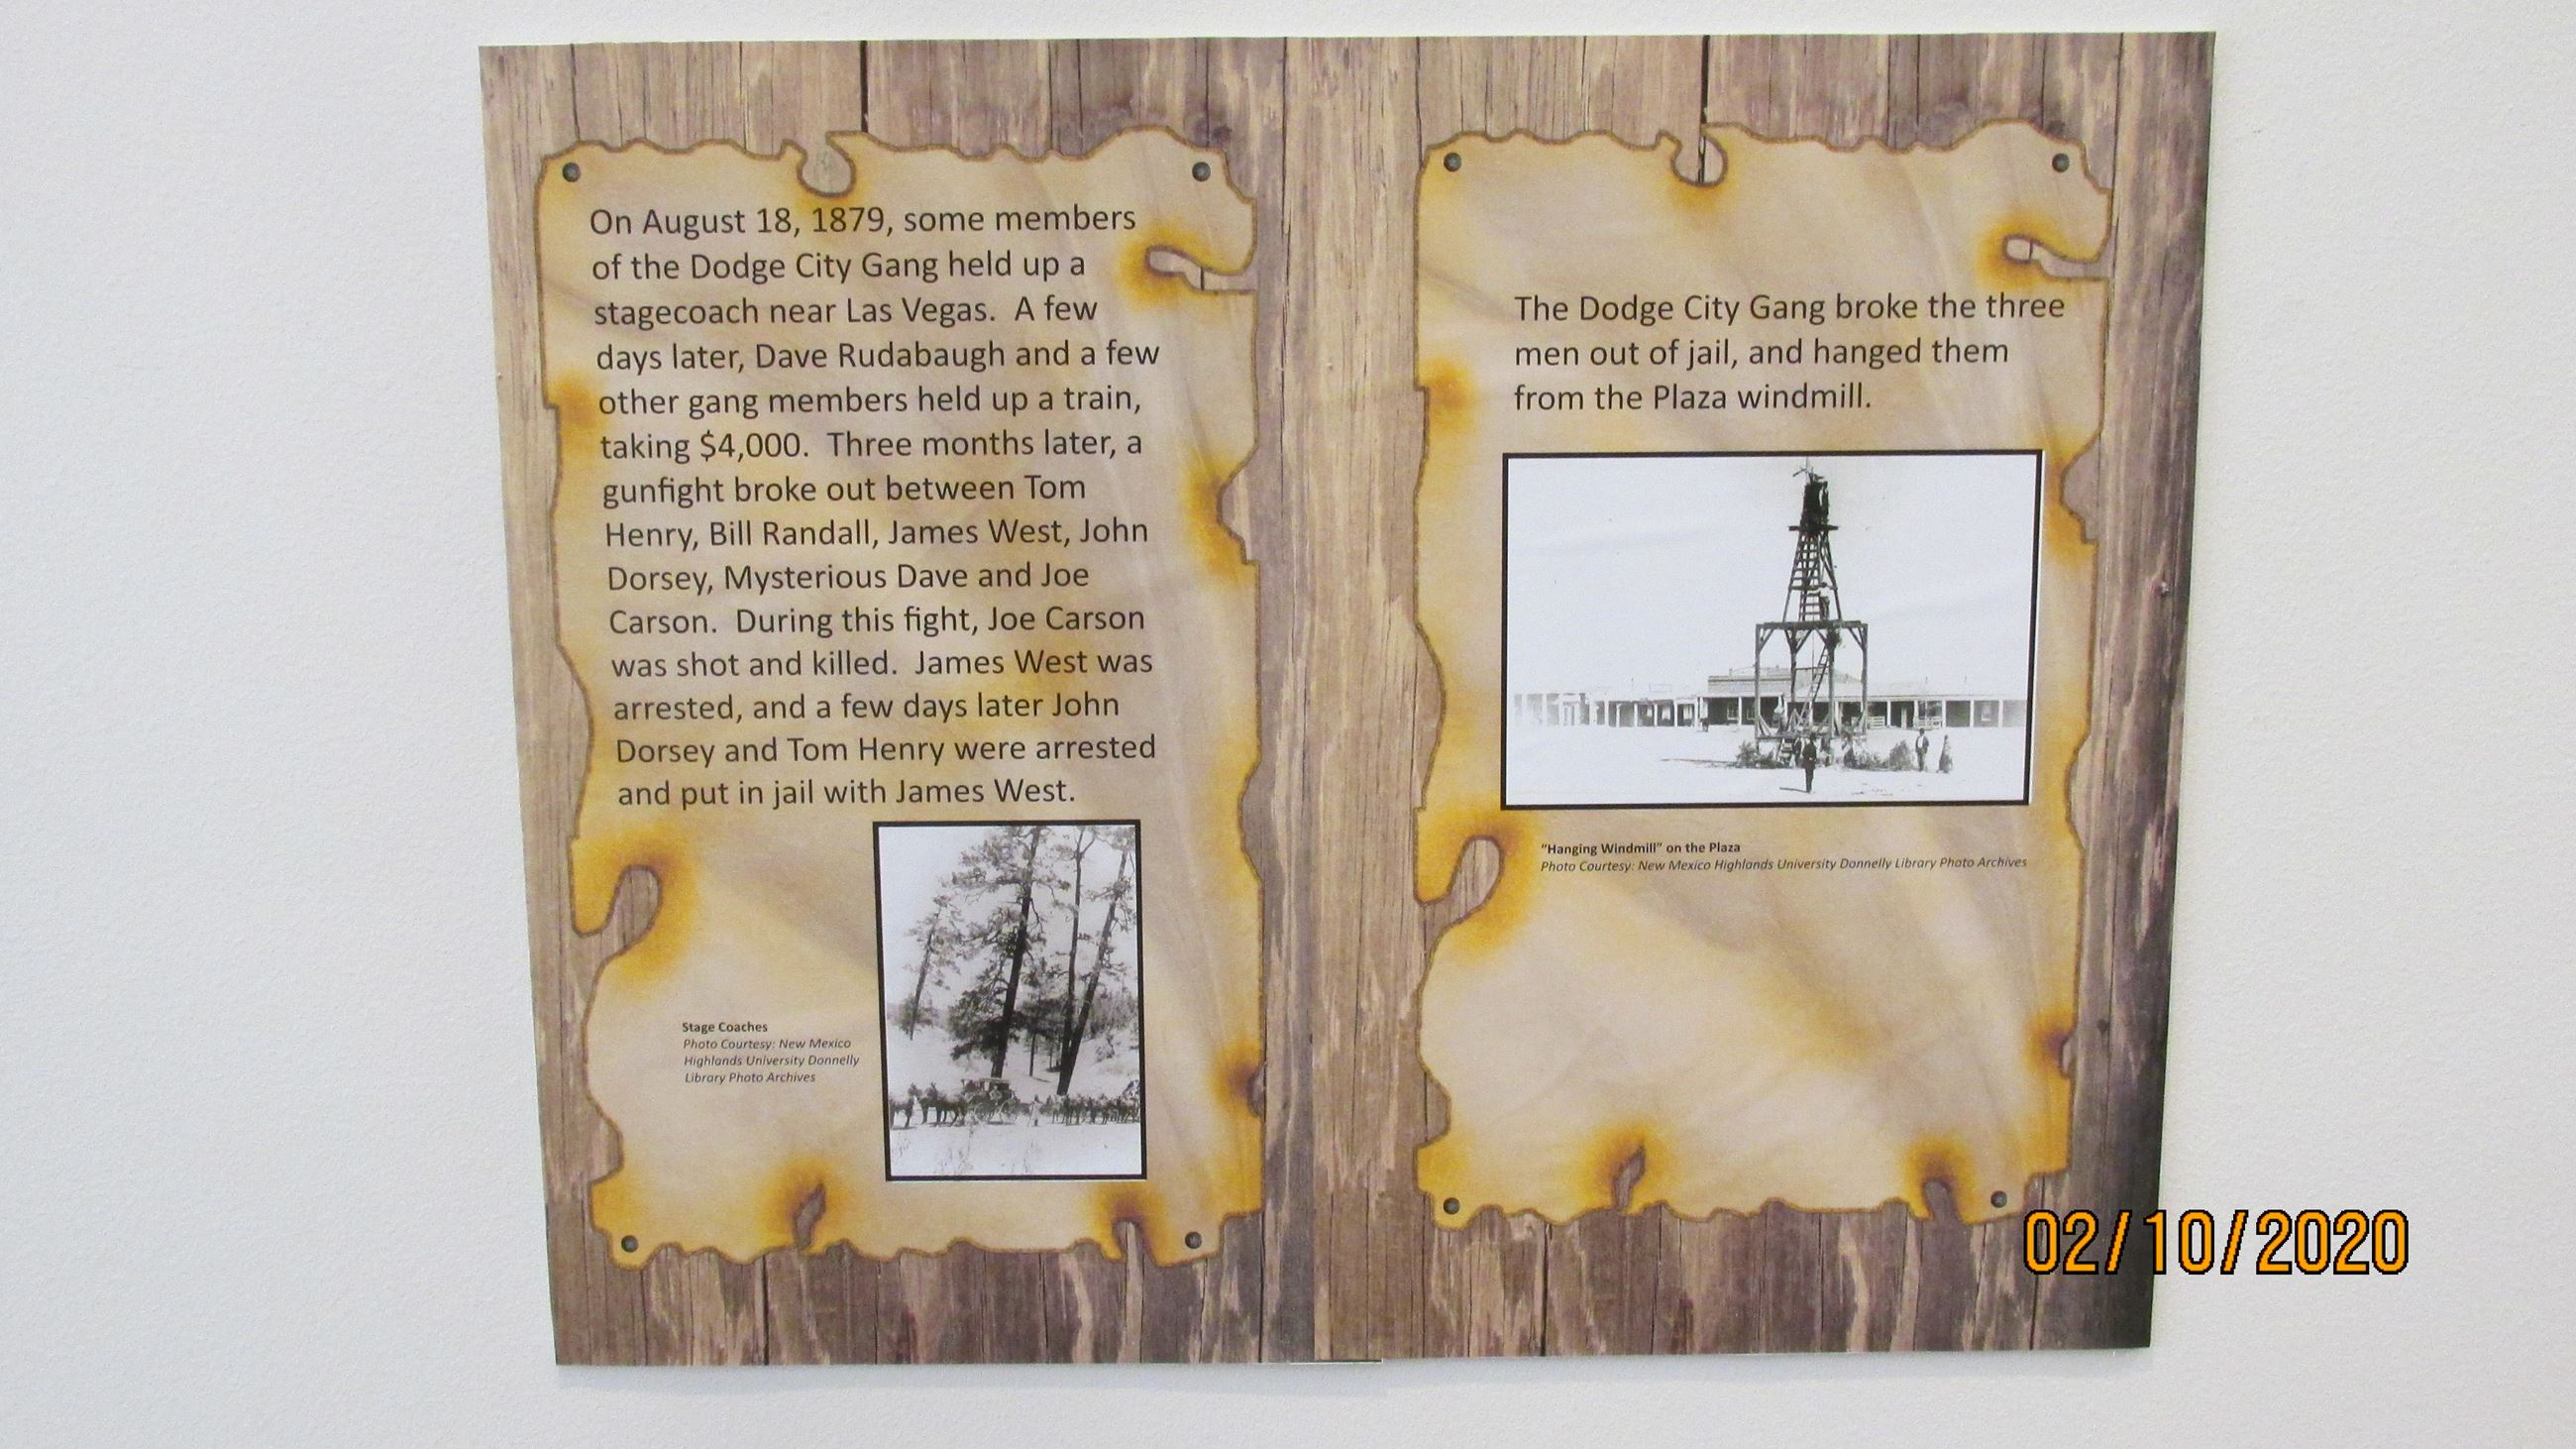 On August 18, 1879, some members
of the Dodge City Gang held up a
stagecoach near Las Vegas.  A few
days later, Dave Rudabaugh and a few
other gang members held up a train,
taking $4,000.  Three months later, a
gunfight broke out between Tom
Henry, Bill Randall, James West, John
Dorsey, Mysterious Dave and Joe
Carson.  During this fight, Joe Carson
was shot and killed.  James West was
arrested, and a few days later John
Dorsey and Tom Henry were arrested
and put in jail with James West.
Stage Coaches
Photo Courtesy: New Mexico
Highlands University Donnelly
Library Photo Archives
The Dodge City Gang broke the three
men out of jail, and hanged them
from the Plaza windmill.
“Hanging Windmill” on the Plaza
Photo Courtesy: New Mexico Highlands University Donnelly Library Photo Archives
02/10/2020